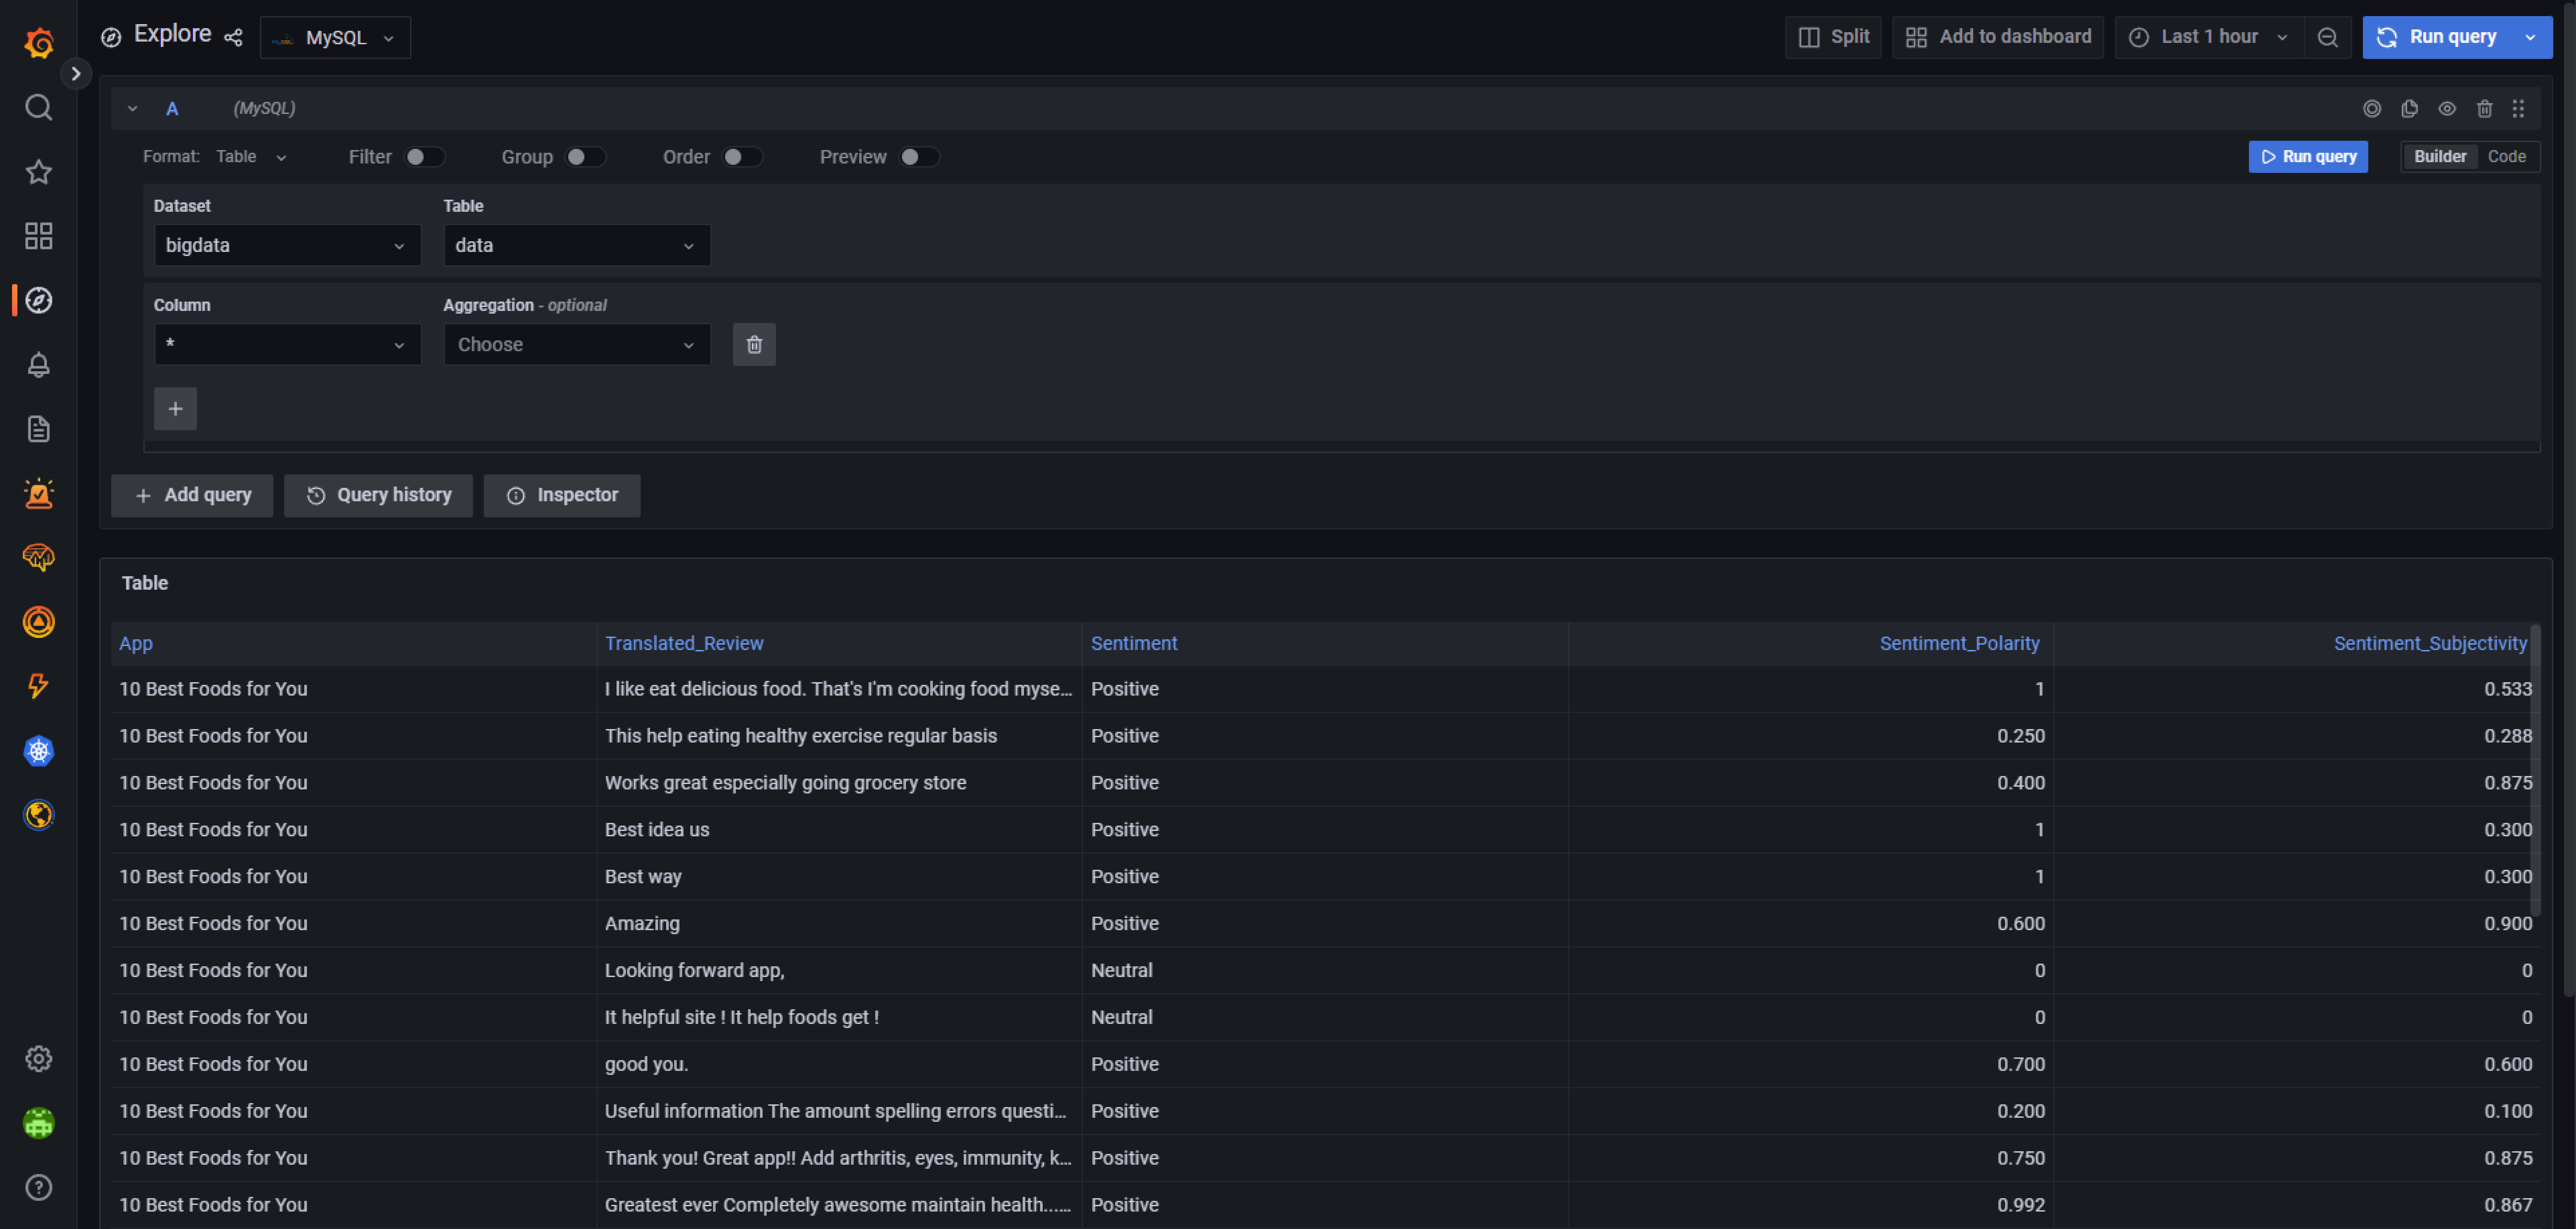 Explore MySQL Split Add to dashboard Last 1 hour Run query
A (MySQL)
Format: Table Filter Group Order Preview Run query Builder Code
Dataset Table
bigdata data
Column Aggregation - optional
* Choose
+ Add query Query history Inspector
Table
App Translated_Review Sentiment Sentiment_Polarity Sentiment_Subjectivity
10 Best Foods for You I like eat delicious food. That's I'm cooking food myse... Positive 1 0.533
10 Best Foods for You This help eating healthy exercise regular basis Positive 0.250 0.288
10 Best Foods for You Works great especially going grocery store Positive 0.400 0.875
10 Best Foods for You Best idea us Positive 1 0.300
10 Best Foods for You Best way Positive 1 0.300
10 Best Foods for You Amazing Positive 0.600 0.900
10 Best Foods for You Looking forward app, Neutral 0 0
10 Best Foods for You It helpful site ! It help foods get ! Neutral 0 0
10 Best Foods for You good you. Positive 0.700 0.600
10 Best Foods for You Useful information The amount spelling errors questi... Positive 0.200 0.100
10 Best Foods for You Thank you! Great app!! Add arthritis, eyes, immunity, k... Positive 0.750 0.875
10 Best Foods for You Greatest ever Completely awesome maintain health...... Positive 0.992 0.867